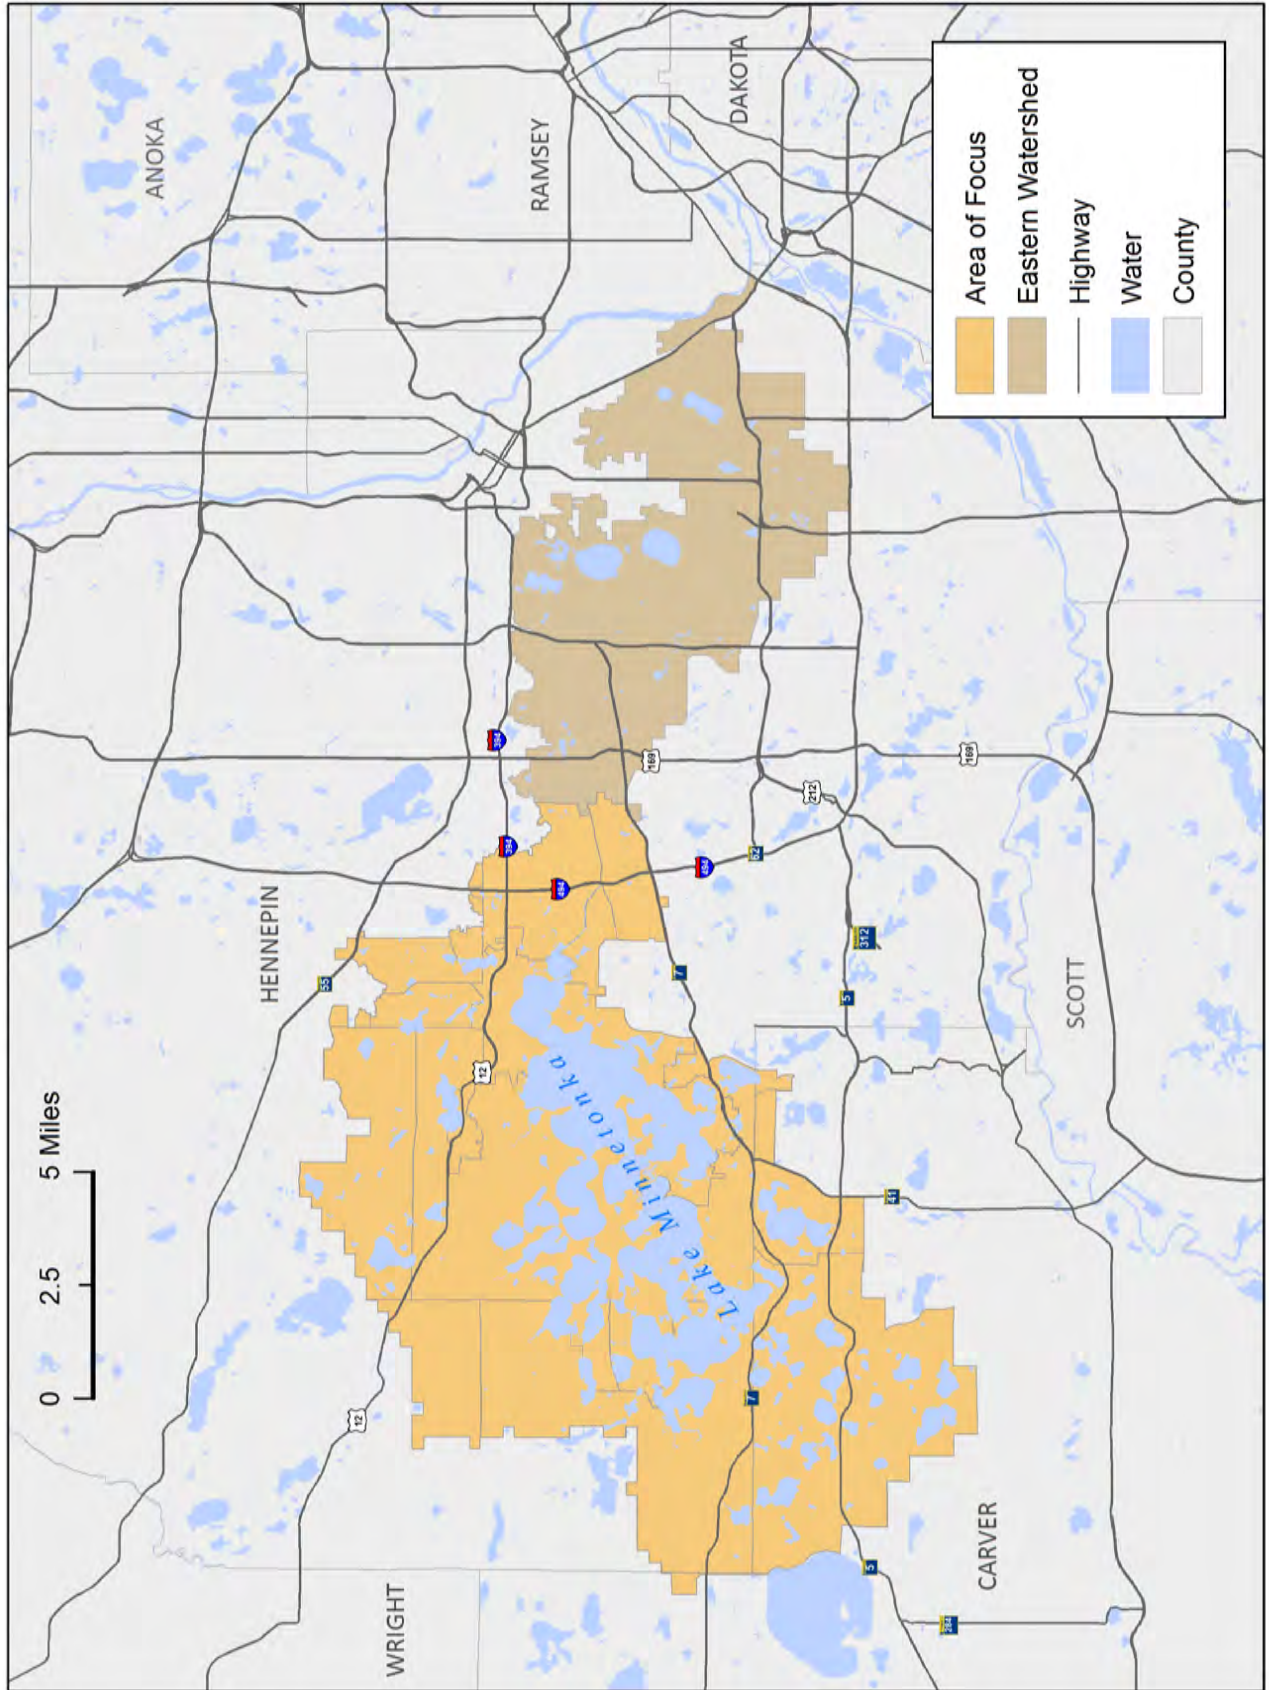 0 2.5 5 Miles
ANOKA
HENNEPIN
WRIGHT
RAMSEY
DAKOTA
SCOTT
CARVER
Lake Minnetonka
55
12
12
394
394
494
494
169
169
212
62
312
7
7
5
5
41
284
Area of Focus
Eastern Watershed
Highway
Water
County